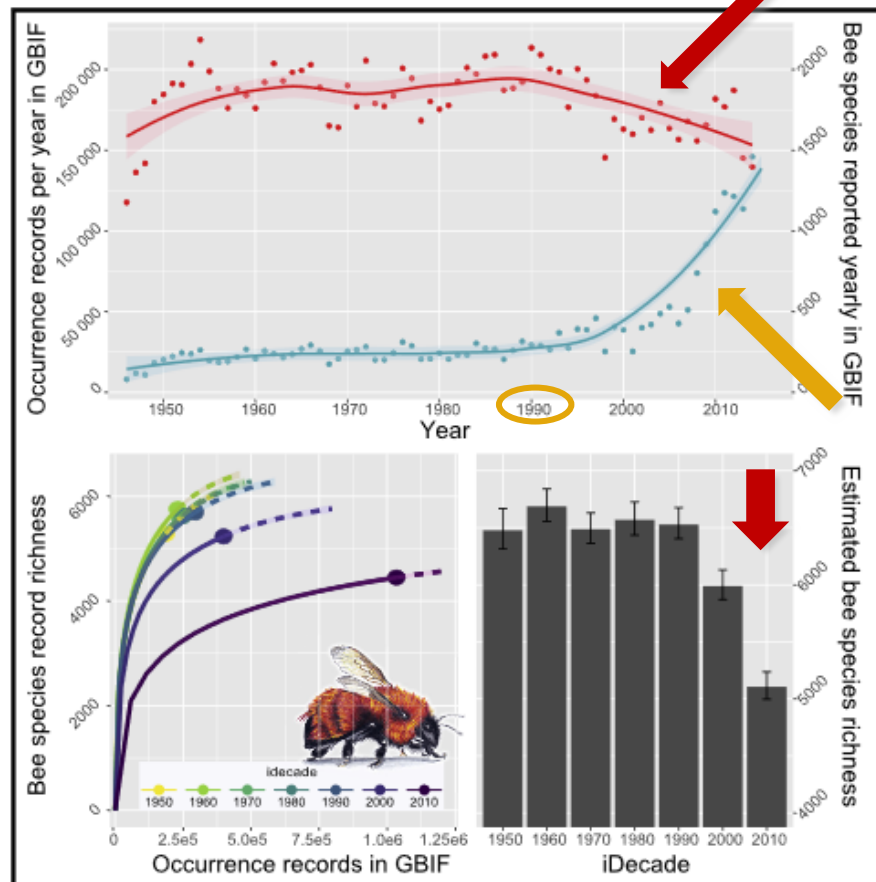 Occurrence records per year in GBIF
200 000
150 000
100 000
50 000
0
2000
1500
1000
500
0
Bee species reported yearly in GBIF
1950 1960 1970 1980 1990 2000 2010
Year
Bee species record richness
6000
4000
2000
0
idecade
1950 1960 1970 1980 1990 2000 2010
0 2.5e5 5.0e5 7.5e5 1.0e6 1.25e6
Occurrence records in GBIF
7000
6000
5000
4000
Estimated bee species richness
1950 1960 1970 1980 1990 2000 2010
iDecade